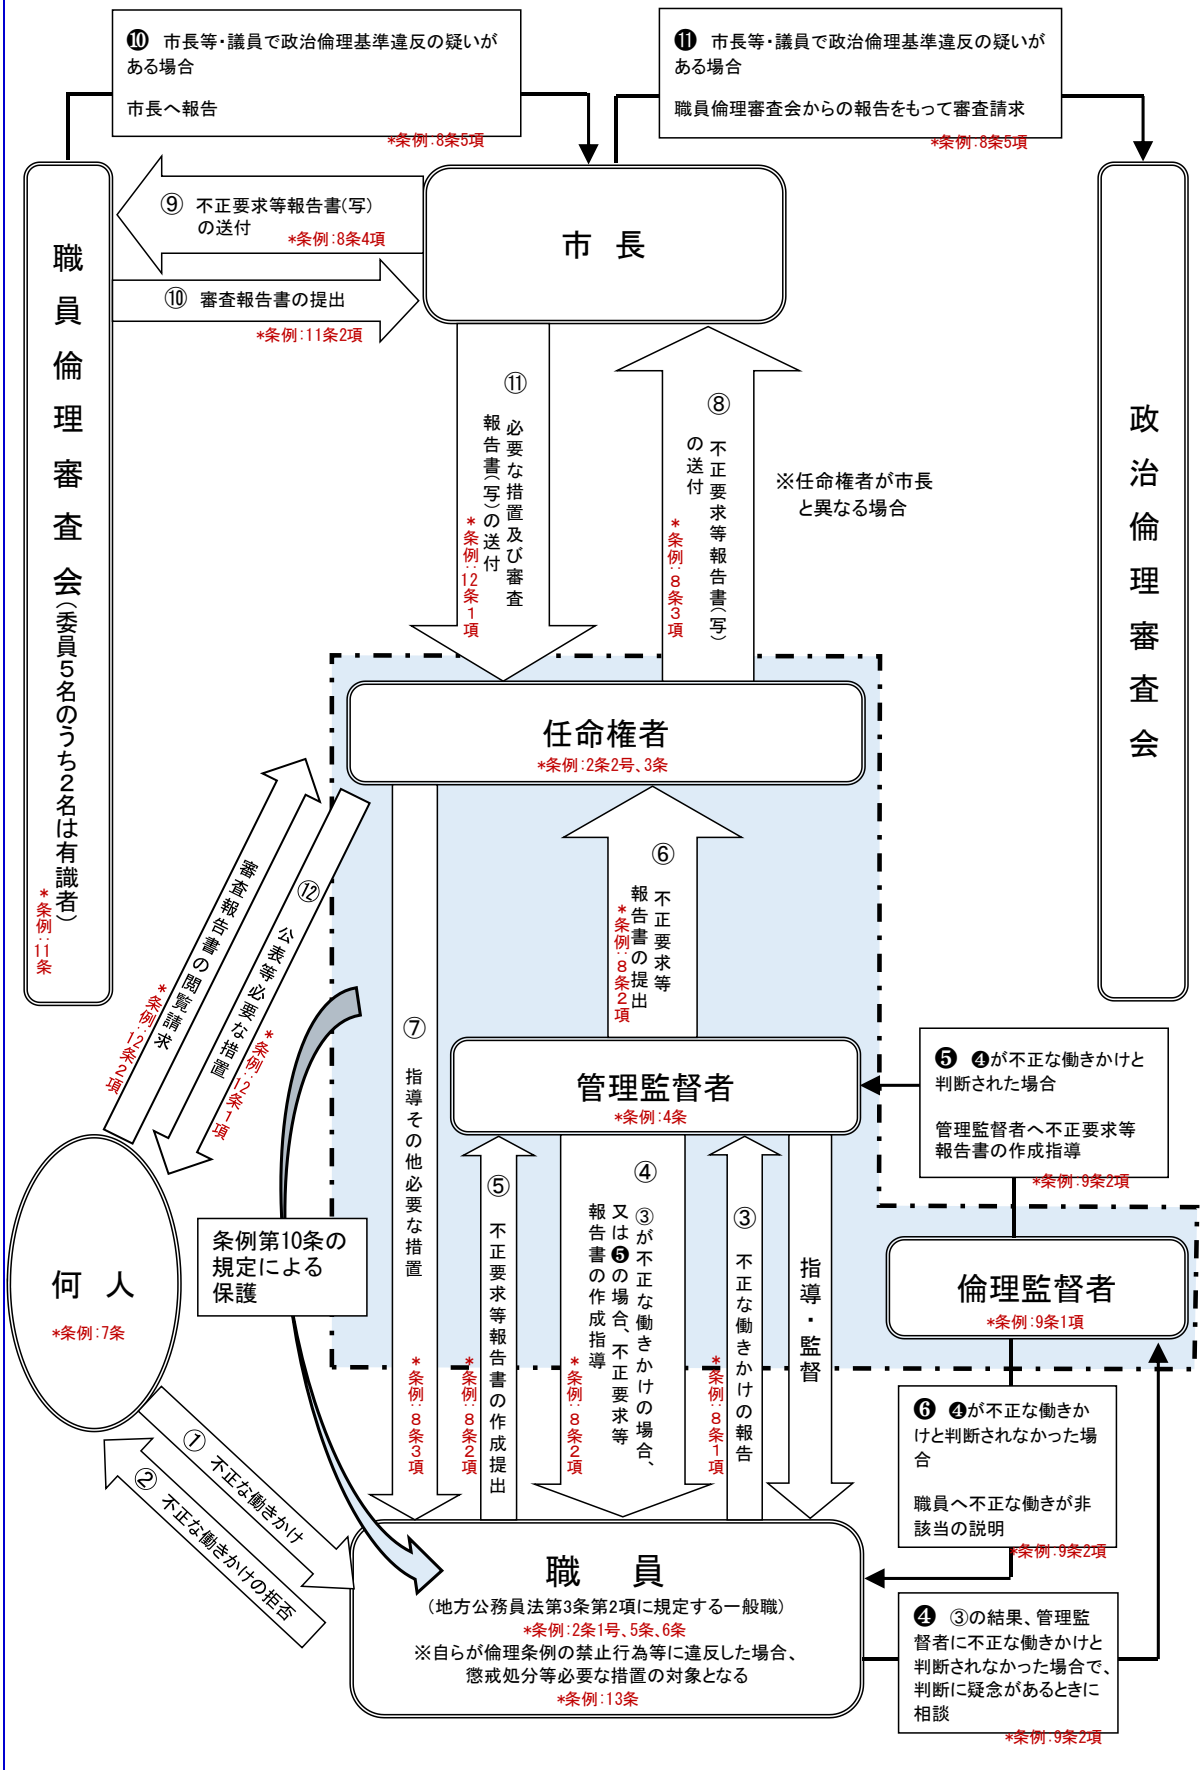 ❿ 市長等・議員で政治倫理基準違反の疑いが
ある場合
市長へ報告
*条例：8条5項
⓫ 市長等・議員で政治倫理基準違反の疑いが
ある場合
職員倫理審査会からの報告をもって審査請求
*条例：8条5項
職員倫理審査会（委員５名のうち２名は有識者）
*条例：11条
⑨ 不正要求等報告書（写）
の送付
*条例：8条4項
⑩ 審査報告書の提出
*条例：11条2項
市 長
政治倫理審査会
⑪ 必要な措置及び審査
報告書（写）の送付
*条例：12条1項
⑧ 不正要求等報告書（写）
の送付
*条例：8条3項
※任命権者が市長
と異なる場合
任命権者
*条例：2条2号、3条
審査報告書の閲覧請求
*条例：12条2項
⑫ 公表等必要な措置
*条例：12条1項
⑥ 不正要求等
報告書の提出
*条例：8条2項
⑦ 指導その他必要な措置
*条例：8条3項
管理監督者
*条例：4条
❺ ❹が不正な働きかけと
判断された場合
管理監督者へ不正要求等
報告書の作成指導
*条例：9条2項
⑤ 不正要求等報告書の作成提出
*条例：8条2項
④ ③が不正な働きかけの場合、
又は❺の場合、不正要求等
報告書の作成指導
*条例：8条2項
③ 不正な働きかけの報告
*条例：8条1項
指導・監督
条例第10条の
規定による
保護
何 人
*条例：7条
倫理監督者
*条例：9条1項
① 不正な働きかけ
② 不正な働きかけの拒否
❻ ❹が不正な働きか
けと判断されなかった場
合
職員へ不正な働きが非
該当の説明
*条例：9条2項
職 員
（地方公務員法第3条第2項に規定する一般職）
*条例：2条1号、5条、6条
※自らが倫理条例の禁止行為等に違反した場合、
懲戒処分等必要な措置の対象となる
*条例：13条
❹ ③の結果、管理監
督者に不正な働きかけと
判断されなかった場合で、
判断に疑念があるときに
相談
*条例：9条2項